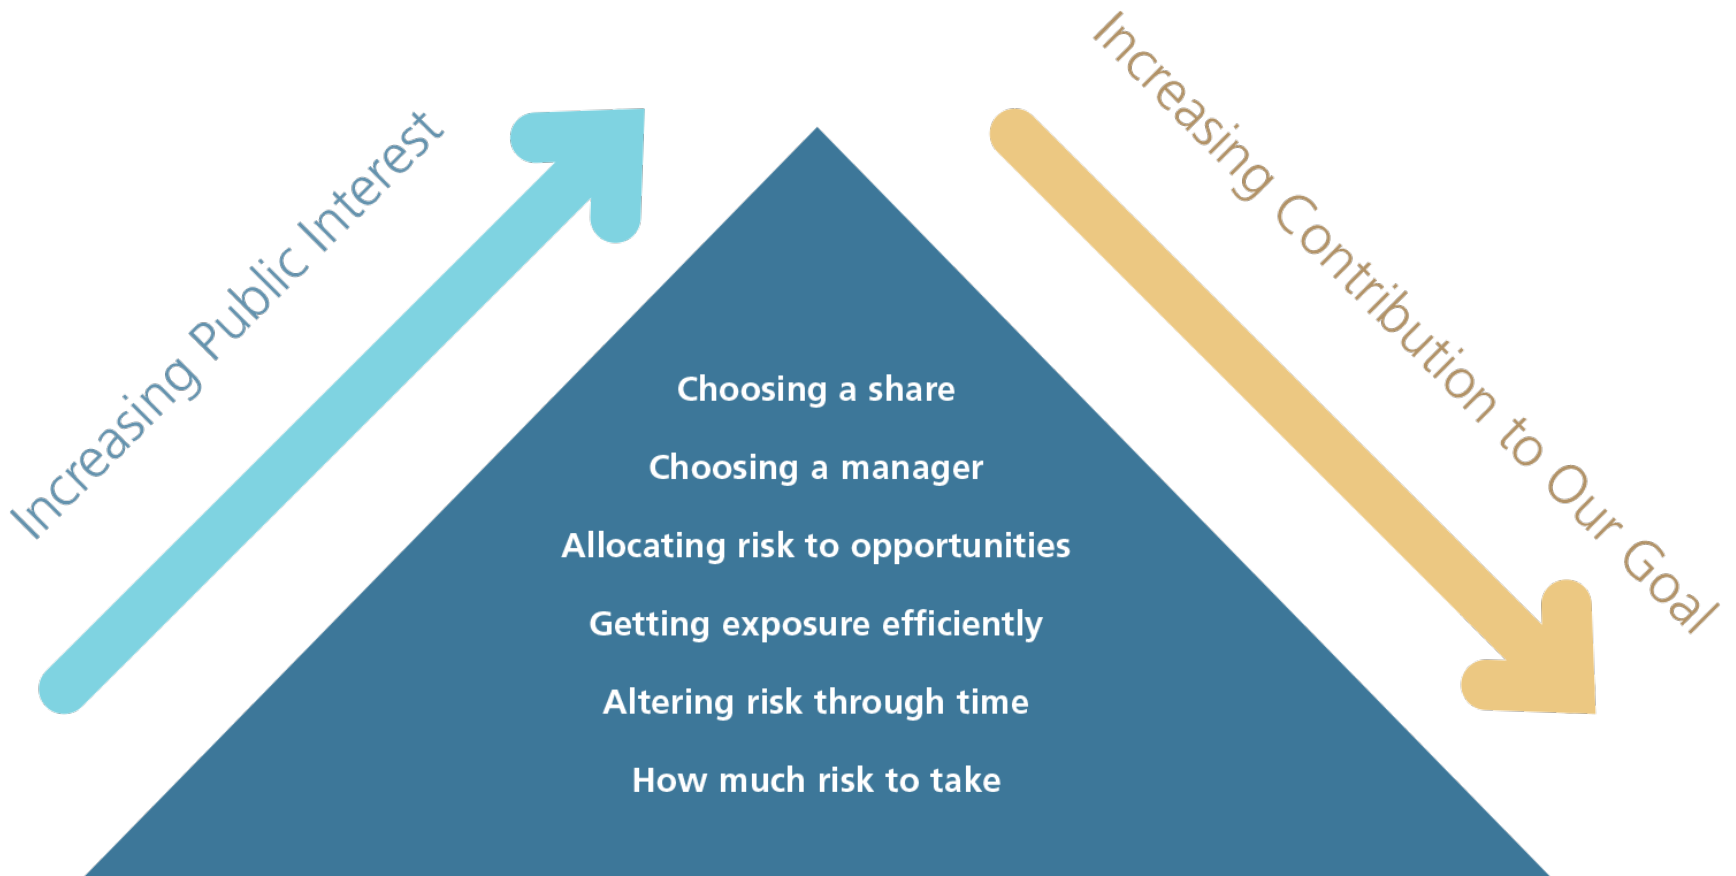 Increasing Public Interest
Increasing Contribution to Our Goal
Choosing a share
Choosing a manager
Allocating risk to opportunities
Getting exposure efficiently
Altering risk through time
How much risk to take